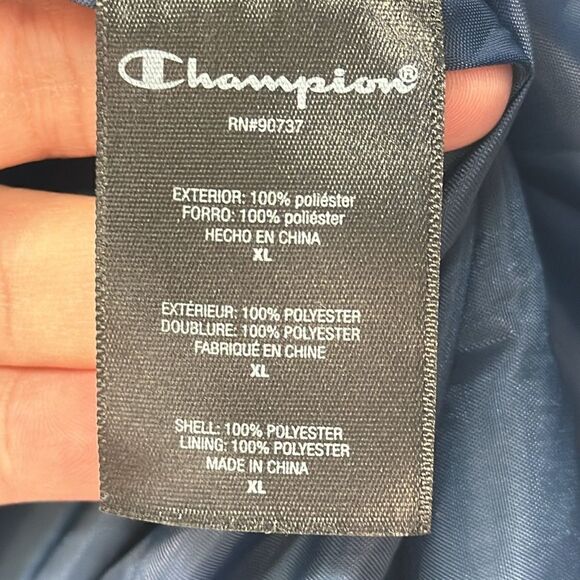 Champion®
RN#90737
EXTERIOR: 100% poliéster
FORRO: 100% poliéster
HECHO EN CHINA
XL
EXTÉRIEUR: 100% POLYESTER
DOUBLURE: 100% POLYESTER
FABRIQUÉ EN CHINE
XL
SHELL: 100% POLYESTER
LINING: 100% POLYESTER
MADE IN CHINA
XL